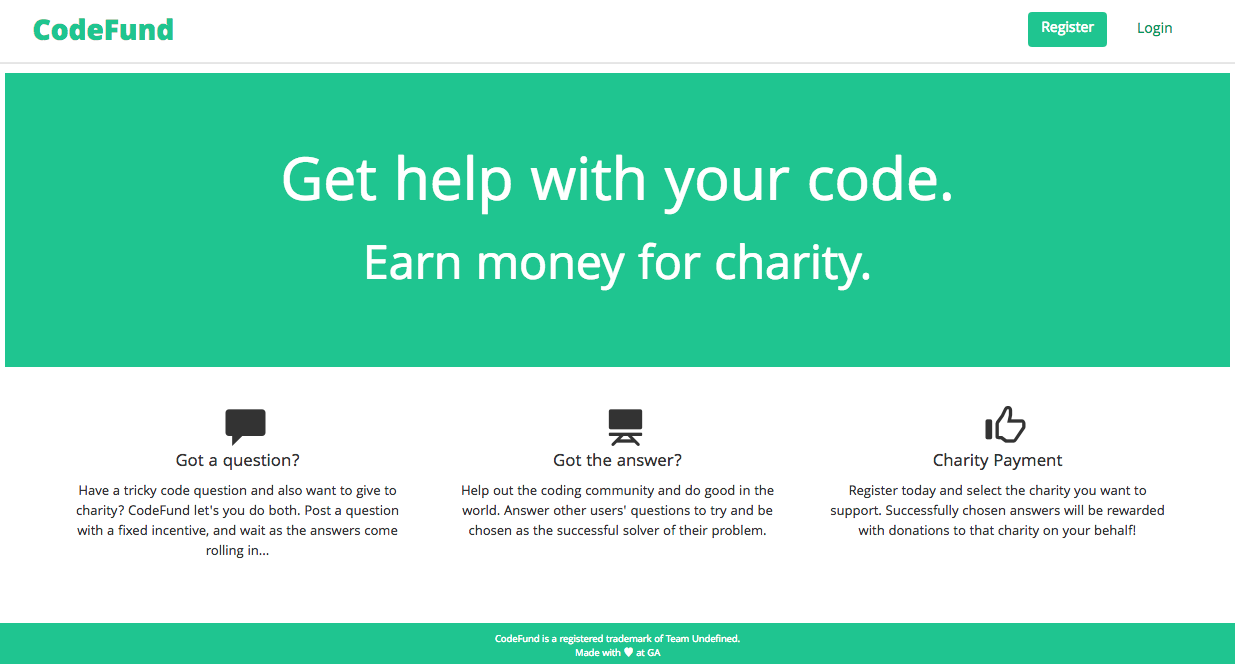 CodeFund
Register
Login
Get help with your code.
Earn money for charity.
Got a question?
Have a tricky code question and also want to give to
charity? CodeFund let's you do both. Post a question
with a fixed incentive, and wait as the answers come
rolling in...
Got the answer?
Help out the coding community and do good in the
world. Answer other users' questions to try and be
chosen as the successful solver of their problem.
Charity Payment
Register today and select the charity you want to
support. Successfully chosen answers will be rewarded
with donations to that charity on your behalf!
CodeFund is a registered trademark of Team Undefined.
Made with ♥ at GA